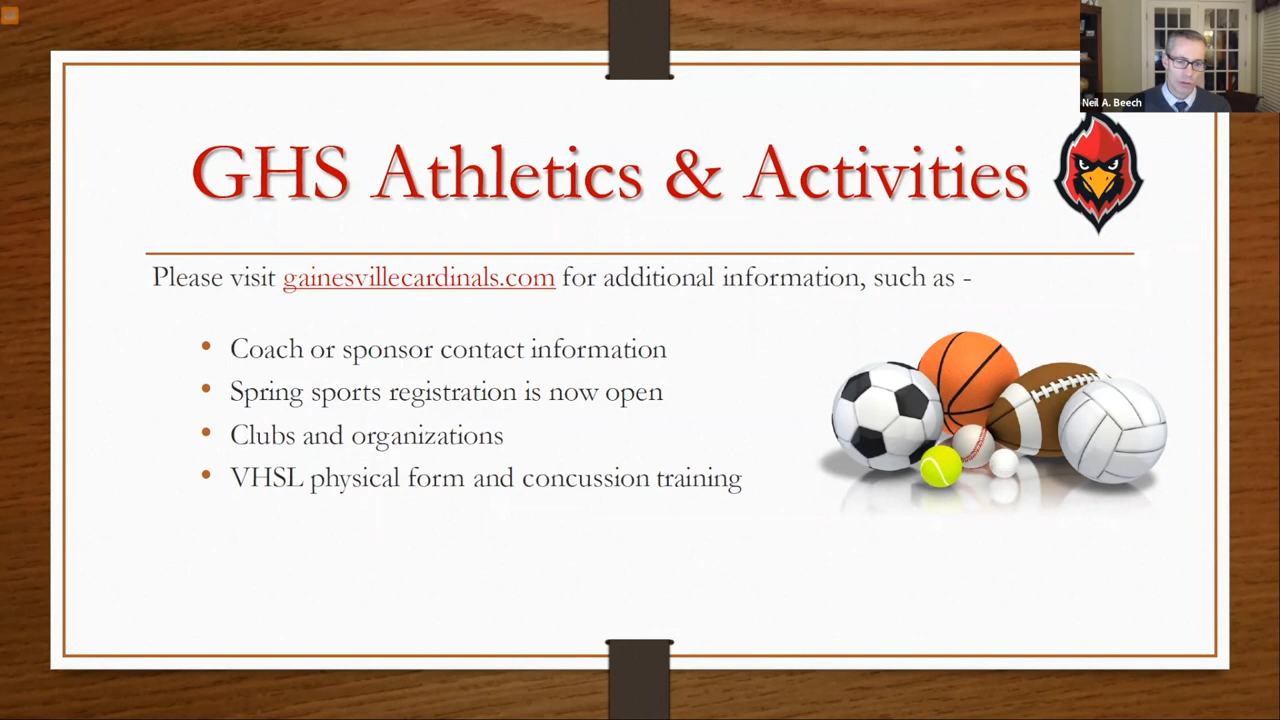 Neil A. Beech
GHS Athletics & Activities
Please visit gainesvillecardinals.com for additional information, such as -
• Coach or sponsor contact information
• Spring sports registration is now open
• Clubs and organizations
• VHSL physical form and concussion training